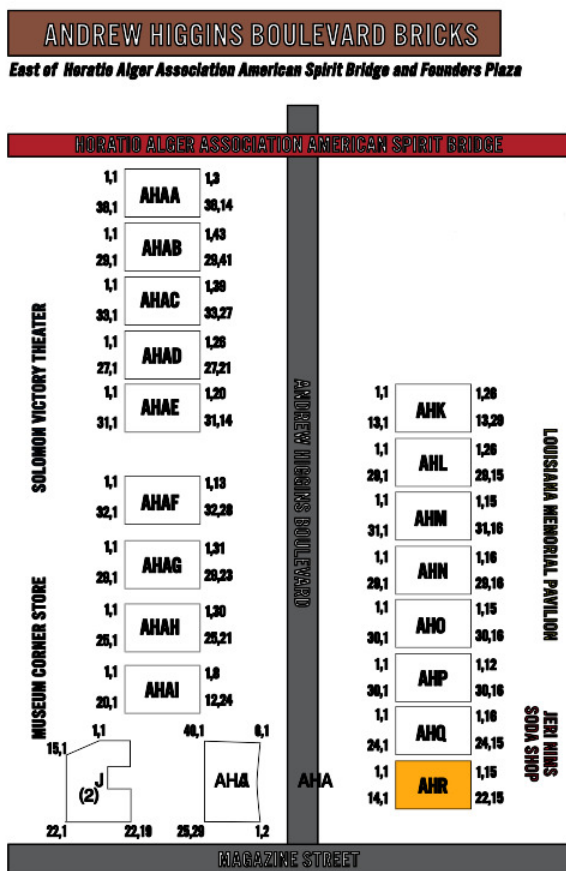 ANDREW HIGGINS BOULEVARD BRICKS
East of Horatio Alger Association American Spirit Bridge and Founders Plaza
HORATIO ALGER ASSOCIATION AMERICAN SPIRIT BRIDGE
1,1 AHAA 1,3
38,1 38,14
1,1 AHAB 1,43
29,1 29,41
1,1 AHAC 1,39
33,1 33,27
1,1 AHAD 1,26
27,1 27,21
1,1 AHAE 1,20
31,1 31,14
1,1 AHAF 1,13
32,1 32,28
1,1 AHAG 1,31
29,1 29,23
1,1 AHAH 1,30
25,1 25,21
1,1 AHAI 1,8
20,1 12,24
SOLOMON VICTORY THEATER
MUSEUM CORNER STORE
1,1
15,1
J
(2)
22,1 22,19
40,1 6,1
25,29 1,2
AHA
ANDREW HIGGINS BOULEVARD
1,1 AHK 1,26
13,1 13,29
1,1 AHL 1,26
29,1 29,15
1,1 AHM 1,15
31,1 31,16
1,1 AHN 1,16
29,1 29,16
1,1 AHO 1,15
30,1 30,16
1,1 AHP 1,12
30,1 30,16
1,1 AHQ 1,16
24,1 24,15
1,1 AHR 1,15
14,1 22,15
LOUISIANA MEMORIAL PAVILION
JERI NIMS
SODA SHOP
MAGAZINE STREET